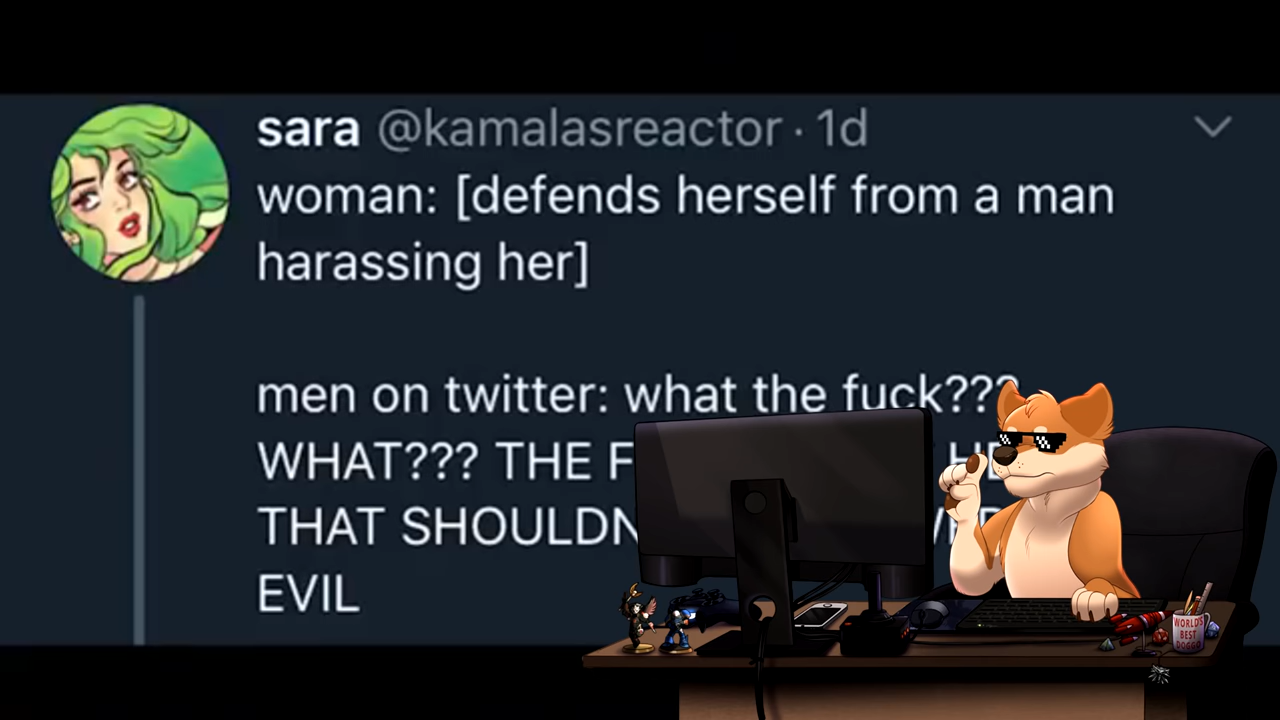 sara @kamalasreactor · 1d
woman: [defends herself from a man
harassing her]
men on twitter: what the fuck???
WHAT??? THE
THAT
EVIL
WORLDS
BEST
DOGGO